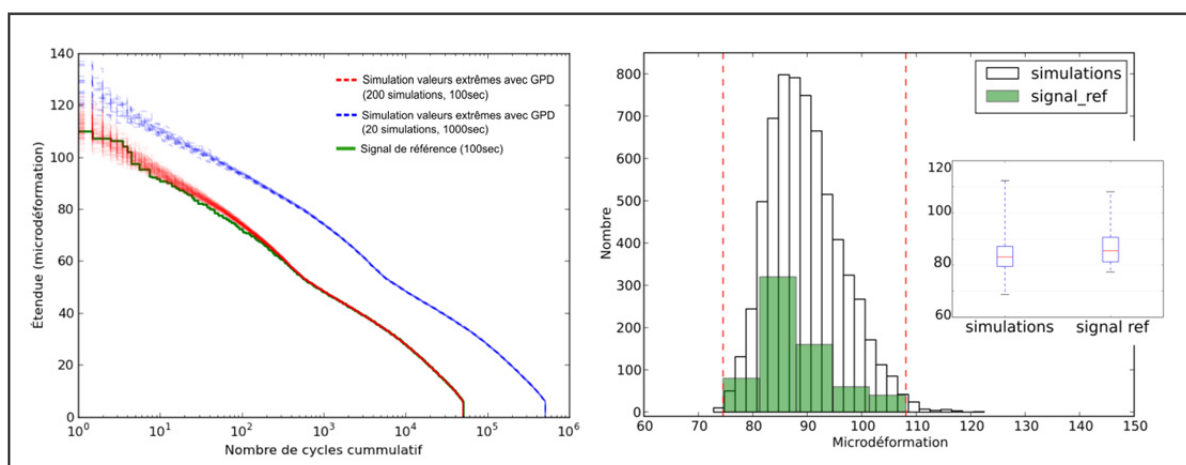 Étendue (microdéformation)
140
120
100
80
60
40
20
0
Simulation valeurs extrêmes avec GPD
(200 simulations, 100sec)
Simulation valeurs extrêmes avec GPD
(20 simulations, 1000sec)
Signal de référence (100sec)
10^0
10^1
10^2
10^3
10^4
10^5
10^6
Nombre de cycles cummulatif
Nombre
800
700
600
500
400
300
200
100
0
simulations
signal_ref
60
70
80
90
100
110
120
130
140
150
Microdéformation
120
100
80
60
simulations
signal ref